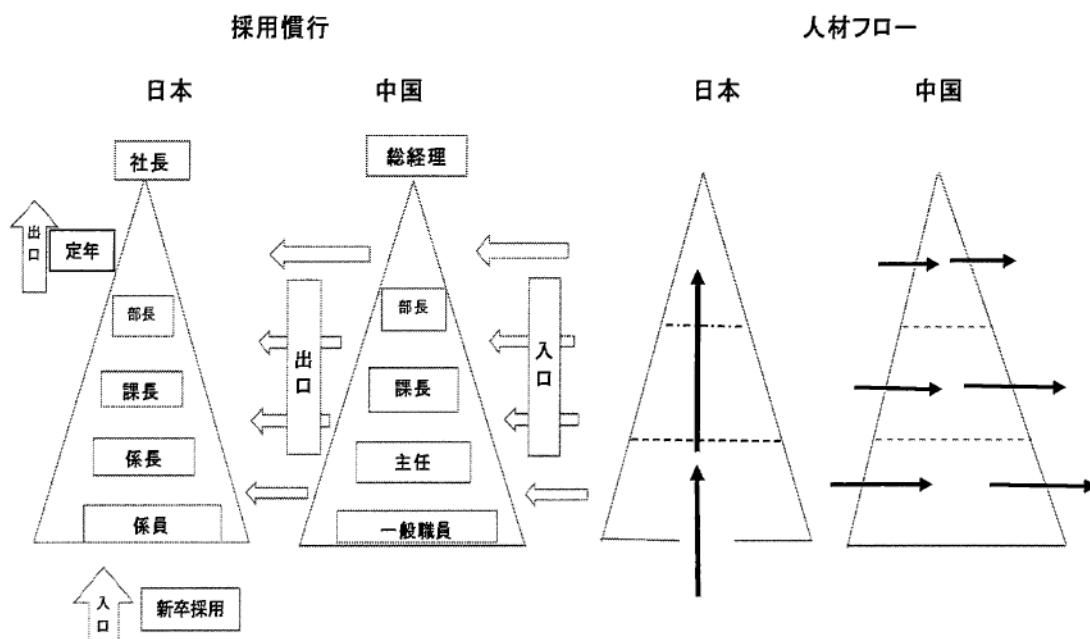 採用慣行
人材フロー
日本
中国
日本
中国
社長
総経理
出口
定年
部長
課長
係長
係員
入口
新卒採用
出口
部長
課長
主任
一般職員
入口